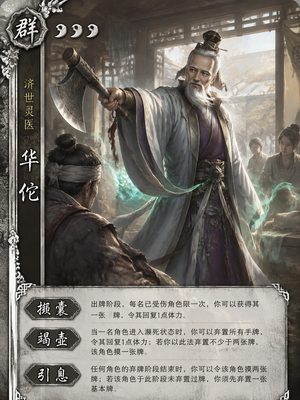 群
济世灵医
华佗
撷囊
出牌阶段，每名已受伤角色限一次，你可以获得其
一张 牌，令其回复1点体力。
竭壶
当一名角色进入濒死状态时，你可以弃置所有手牌，
令其回复1点体力；若你以此法弃置不少于两张牌，
该角色摸一张牌。
引息
任何角色的弃牌阶段结束时，你可以令该角色摸两张
牌；若该角色于此阶段未弃置过牌，你须先弃置一张
基本牌。